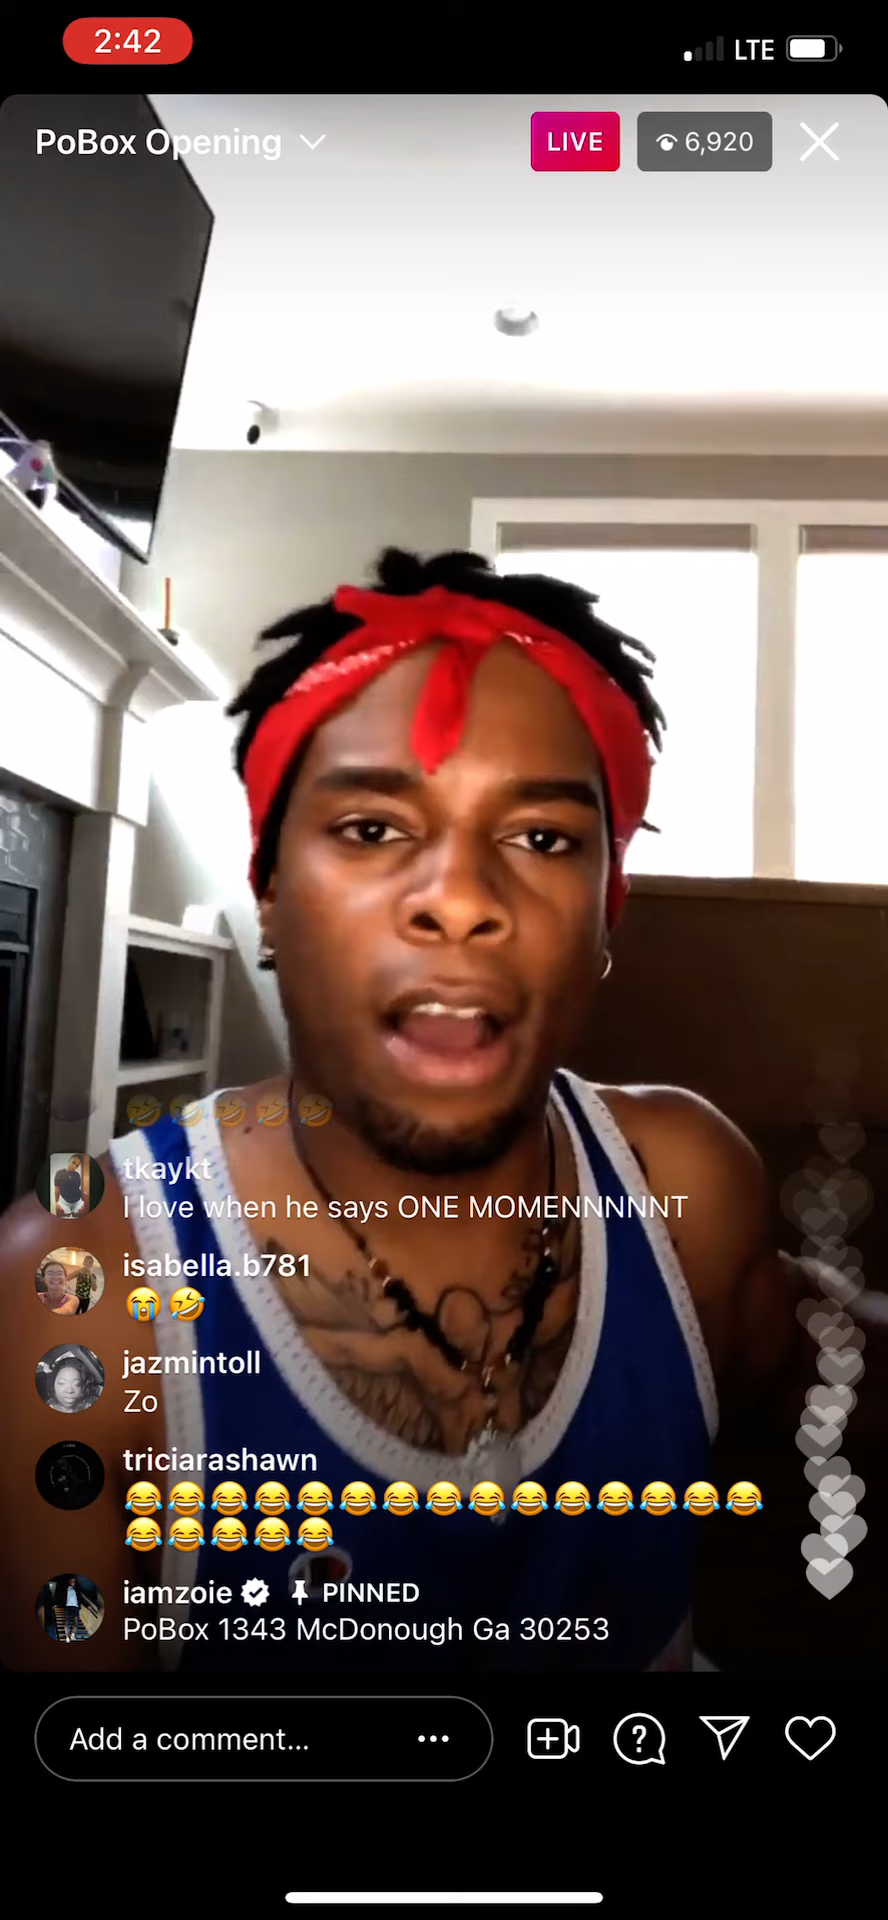 2:42
LTE
PoBox Opening
LIVE
6,920
🤣🤣🤣🤣🤣
tkaykt
I love when he says ONE MOMENNNNNT
isabella.b781
😭🤣
jazmintoll
Zo
triciarashawn
😂😂😂😂😂😂😂😂😂😂😂😂😂😂😂
😂😂😂😂😂
iamzoie PINNED
PoBox 1343 McDonough Ga 30253
Add a comment...